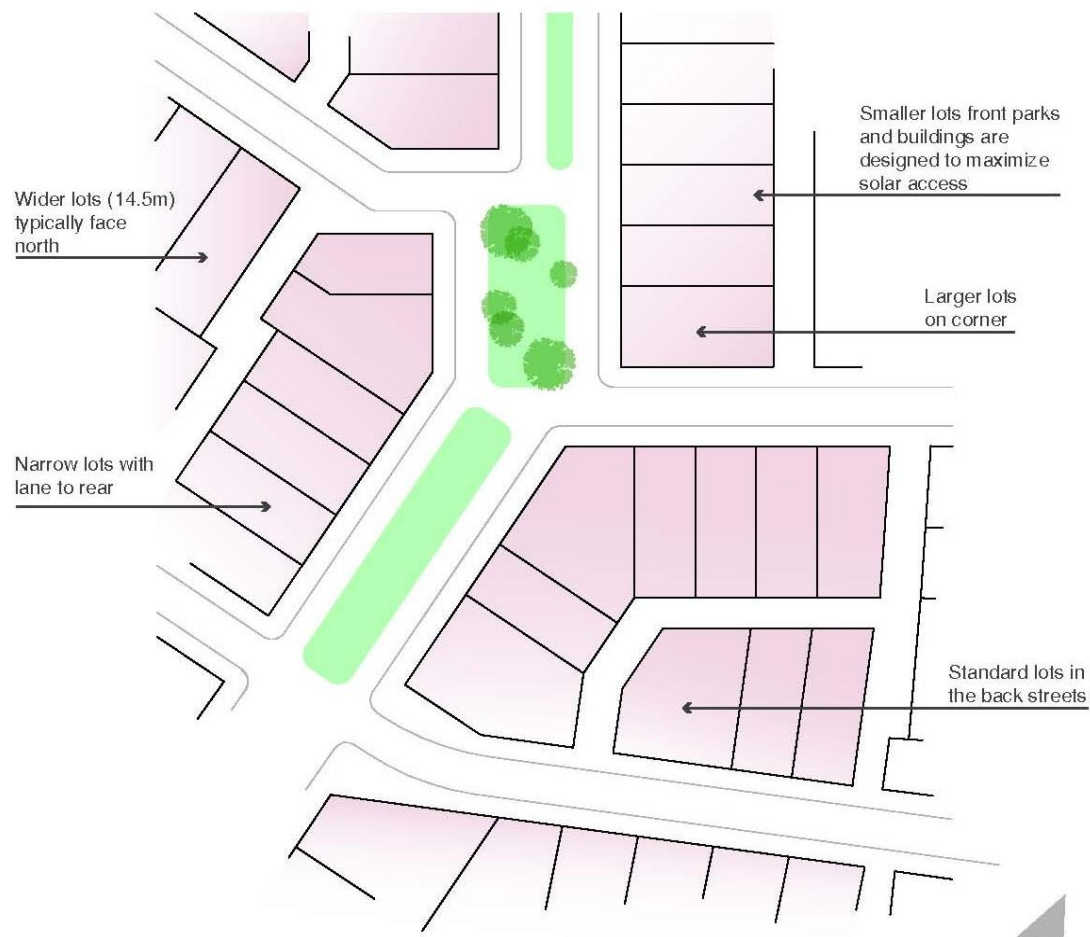 Smaller lots front parks
and buildings are
designed to maximize
solar access
Wider lots (14.5m)
typically face
north
Larger lots
on corner
Narrow lots with
lane to rear
Standard lots in
the back streets